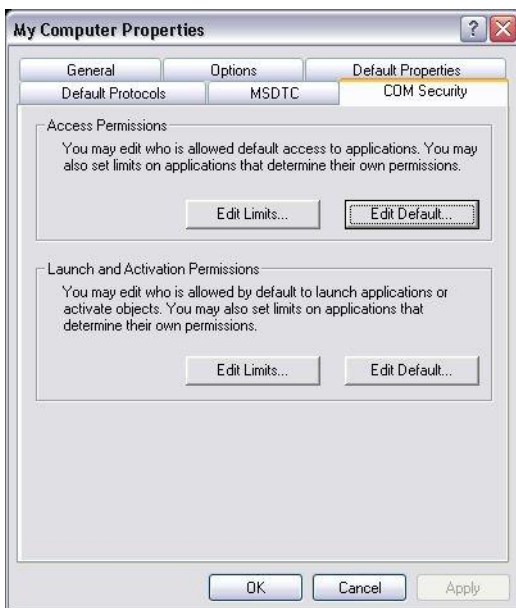 My Computer Properties
?
General Options Default Properties
Default Protocols MSDTC COM Security
Access Permissions
You may edit who is allowed default access to applications. You may
also set limits on applications that determine their own permissions.
Edit Limits... Edit Default...
Launch and Activation Permissions
You may edit who is allowed by default to launch applications or
activate objects. You may also set limits on applications that
determine their own permissions.
Edit Limits... Edit Default...
OK Cancel Apply